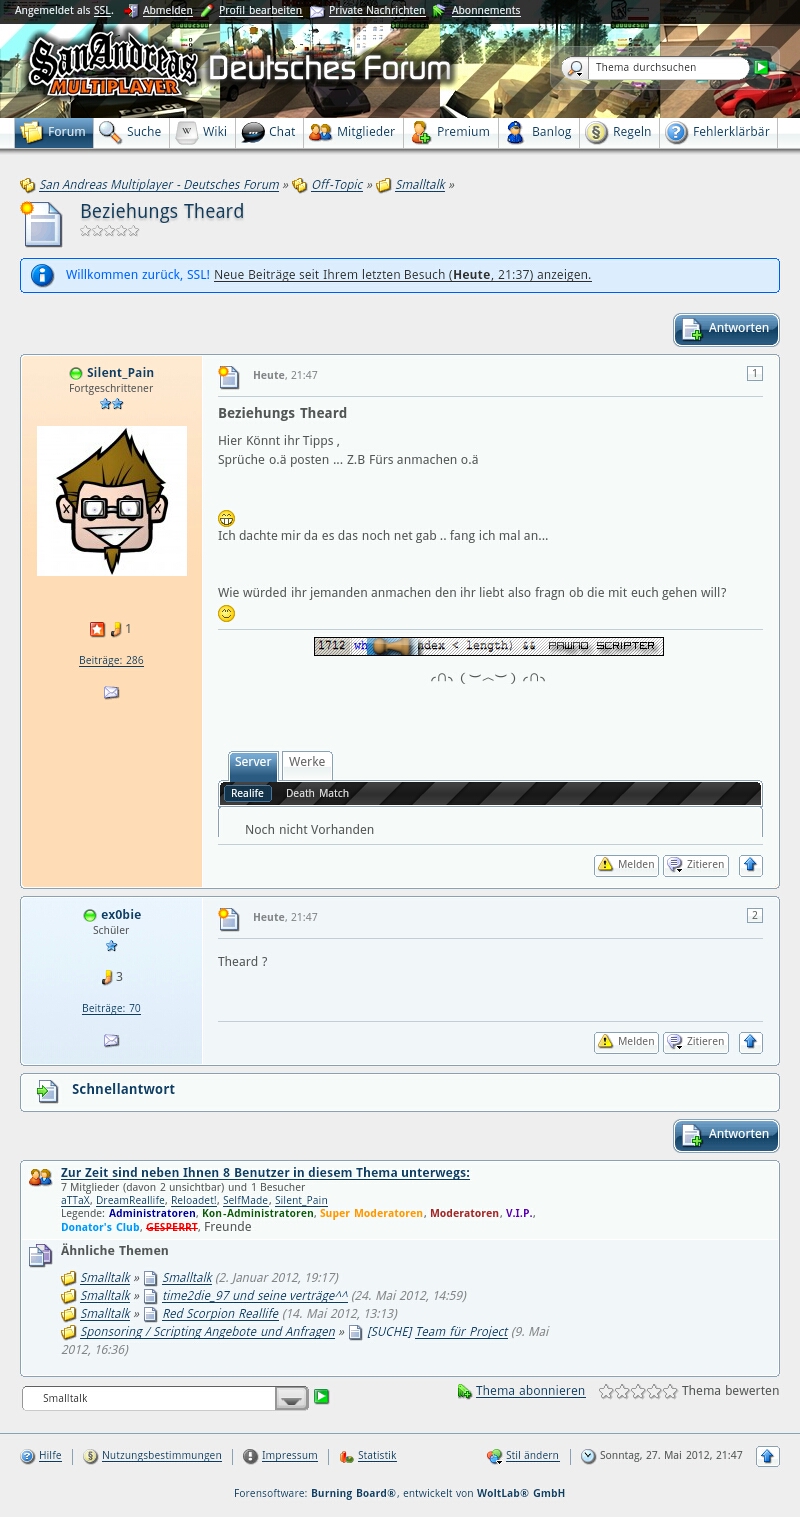 Angemeldet als SSL. Abmelden Profil bearbeiten Private Nachrichten Abonnements
San Andreas
MULTIPLAYER
Deutsches Forum
Thema durchsuchen
Forum Suche Wiki Chat Mitglieder Premium Banlog Regeln Fehlerklärbär
San Andreas Multiplayer - Deutsches Forum » Off-Topic » Smalltalk »
Beziehungs Theard
Willkommen zurück, SSL! Neue Beiträge seit Ihrem letzten Besuch (Heute, 21:37) anzeigen.
Antworten
Silent_Pain
Fortgeschrittener
1
Beiträge: 286
Heute, 21:47
1
Beziehungs Theard
Hier Könnt ihr Tipps ,
Sprüche o.ä posten ... Z.B Fürs anmachen o.ä
Ich dachte mir da es das noch net gab .. fang ich mal an...
Wie würded ihr jemanden anmachen den ihr liebt also fragn ob die mit euch gehen will?
1712 wh ndex < length) && PAWNO SCRIPTER
Server Werke
Realife Death Match
Noch nicht Vorhanden
Melden Zitieren
ex0bie
Schüler
3
Beiträge: 70
Heute, 21:47
2
Theard ?
Melden Zitieren
Schnellantwort
Antworten
Zur Zeit sind neben Ihnen 8 Benutzer in diesem Thema unterwegs:
7 Mitglieder (davon 2 unsichtbar) und 1 Besucher
aTTaX, DreamReallife, Reloadet!, SelfMade, Silent_Pain
Legende: Administratoren, Kon-Administratoren, Super Moderatoren, Moderatoren, V.I.P.,
Donator's Club, GESPERRT, Freunde
Ähnliche Themen
Smalltalk » Smalltalk (2. Januar 2012, 19:17)
Smalltalk » time2die_97 und seine verträge^^ (24. Mai 2012, 14:59)
Smalltalk » Red Scorpion Reallife (14. Mai 2012, 13:13)
Sponsoring / Scripting Angebote und Anfragen » [SUCHE] Team für Project (9. Mai
2012, 16:36)
Smalltalk
Thema abonnieren Thema bewerten
Hilfe Nutzungsbestimmungen Impressum Statistik Stil ändern Sonntag, 27. Mai 2012, 21:47
Forensoftware: Burning Board®, entwickelt von WoltLab® GmbH